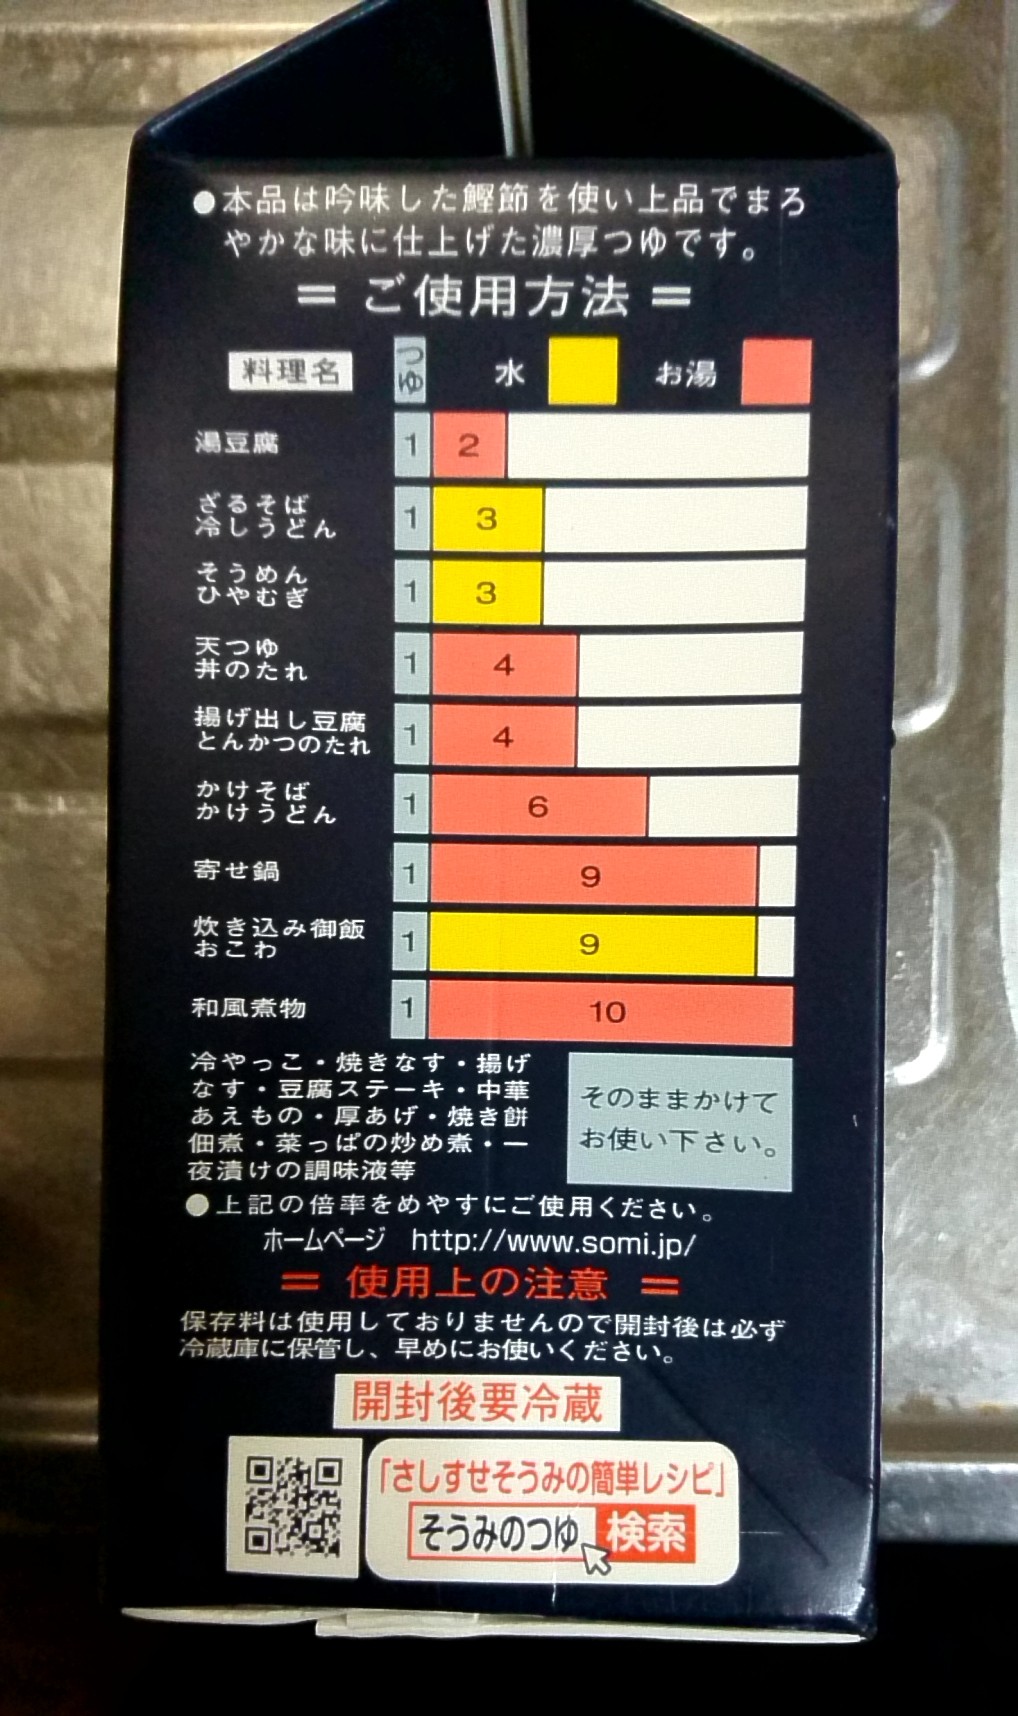 ●本品は吟味した鰹節を使い上品でまろ
やかな味に仕上げた濃厚つゆです。
＝ご使用方法＝
料理名 つゆ 水 お湯
湯豆腐 1 2
ざるそば
冷しうどん 1 3
そうめん
ひやむぎ 1 3
天つゆ
丼のたれ 1 4
揚げ出し豆腐
とんかつのたれ 1 4
かけそば
かけうどん 1 6
寄せ鍋 1 9
炊き込み御飯
おこわ 1 9
和風煮物 1 10
冷やっこ・焼きなす・揚げ
なす・豆腐ステーキ・中華
あえもの・厚あげ・焼き餅
佃煮・菜っぱの炒め煮・一
夜漬けの調味液等
そのままかけて
お使い下さい。
●上記の倍率をめやすにご使用ください。
ホームページ http://www.somi.jp/
＝使用上の注意＝
保存料は使用しておりませんので開封後は必ず
冷蔵庫に保管し、早めにお使いください。
開封後要冷蔵
「さしすせそうみの簡単レシピ」
そうみのつゆ 検索